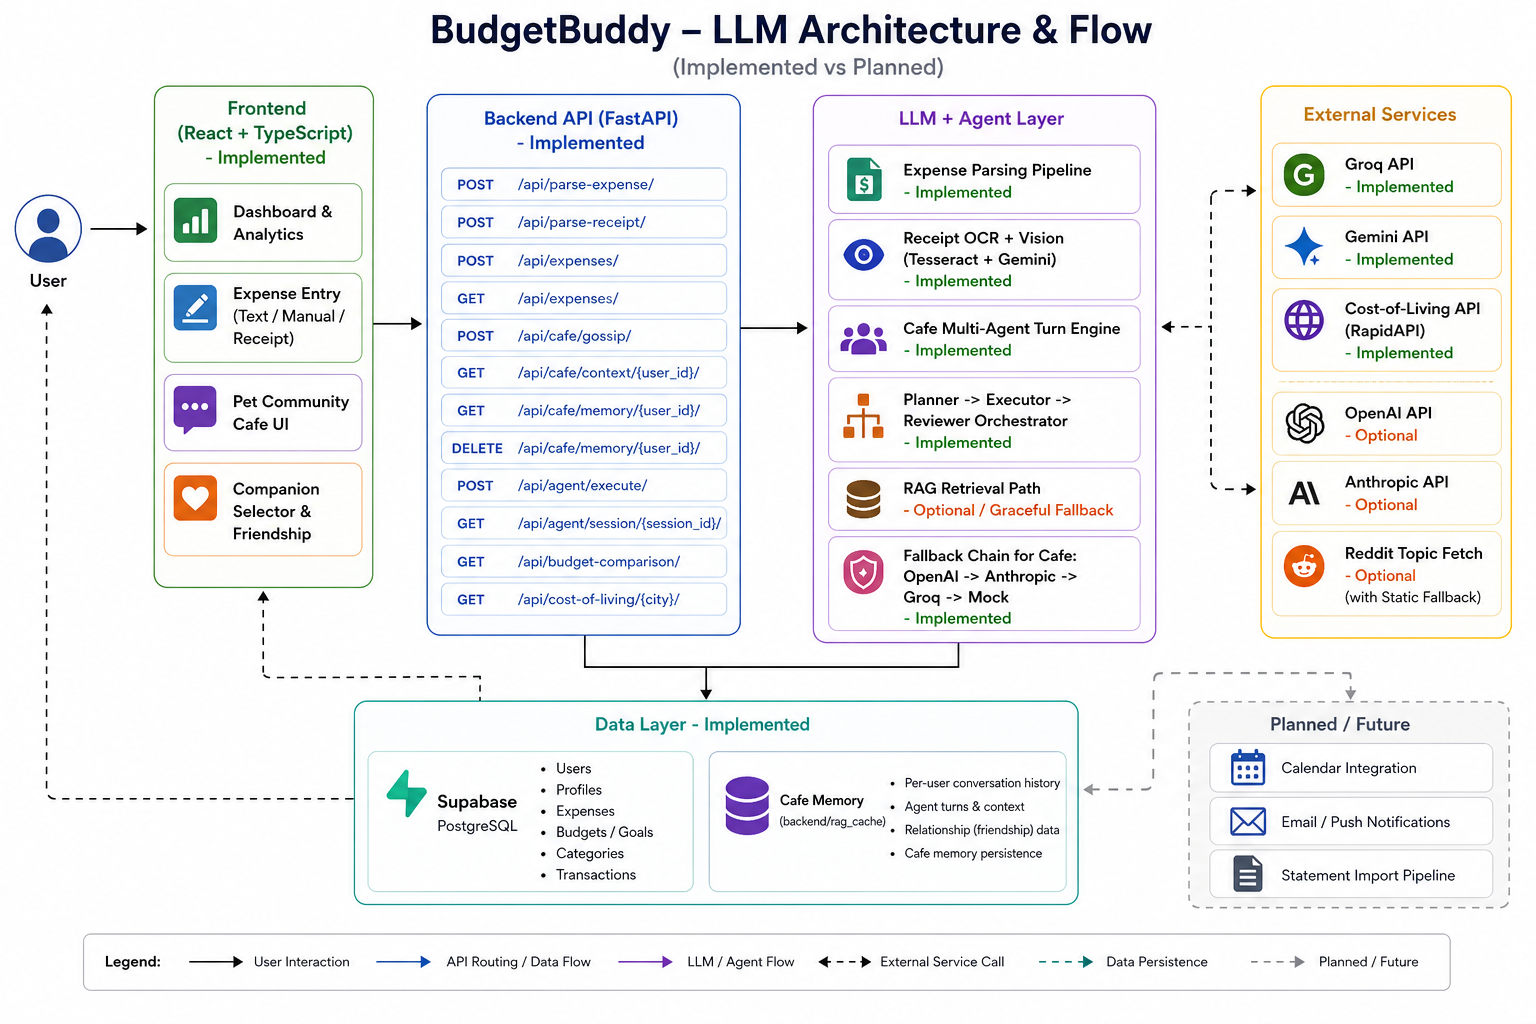 BudgetBuddy – LLM Architecture & Flow
(Implemented vs Planned)
User
Frontend
(React + TypeScript)
- Implemented
Dashboard &
Analytics
Expense Entry
(Text / Manual /
Receipt)
Pet Community
Cafe UI
Companion
Selector &
Friendship
Backend API (FastAPI)
- Implemented
POST /api/parse-expense/
POST /api/parse-receipt/
POST /api/expenses/
GET /api/expenses/
POST /api/cafe/gossip/
GET /api/cafe/context/{user_id}/
GET /api/cafe/memory/{user_id}/
DELETE /api/cafe/memory/{user_id}/
POST /api/agent/execute/
GET /api/agent/session/{session_id}/
GET /api/budget-comparison/
GET /api/cost-of-living/{city}/
LLM + Agent Layer
Expense Parsing Pipeline
- Implemented
Receipt OCR + Vision
(Tesseract + Gemini)
- Implemented
Cafe Multi-Agent Turn Engine
- Implemented
Planner -> Executor ->
Reviewer Orchestrator
- Implemented
RAG Retrieval Path
- Optional / Graceful Fallback
Fallback Chain for Cafe:
OpenAI -> Anthropic ->
Groq -> Mock
- Implemented
External Services
G
Groq API
- Implemented
Gemini API
- Implemented
Cost-of-Living API
(RapidAPI)
- Implemented
OpenAI API
- Optional
Anthropic API
- Optional
Reddit Topic Fetch
- Optional
(with Static Fallback)
Data Layer - Implemented
Supabase
PostgreSQL
• Users
• Profiles
• Expenses
• Budgets / Goals
• Categories
• Transactions
Cafe Memory
(backend/rag_cache)
• Per-user conversation history
• Agent turns & context
• Relationship (friendship) data
• Cafe memory persistence
Planned / Future
Calendar Integration
Email / Push Notifications
Statement Import Pipeline
Legend: User Interaction API Routing / Data Flow LLM / Agent Flow External Service Call Data Persistence Planned / Future